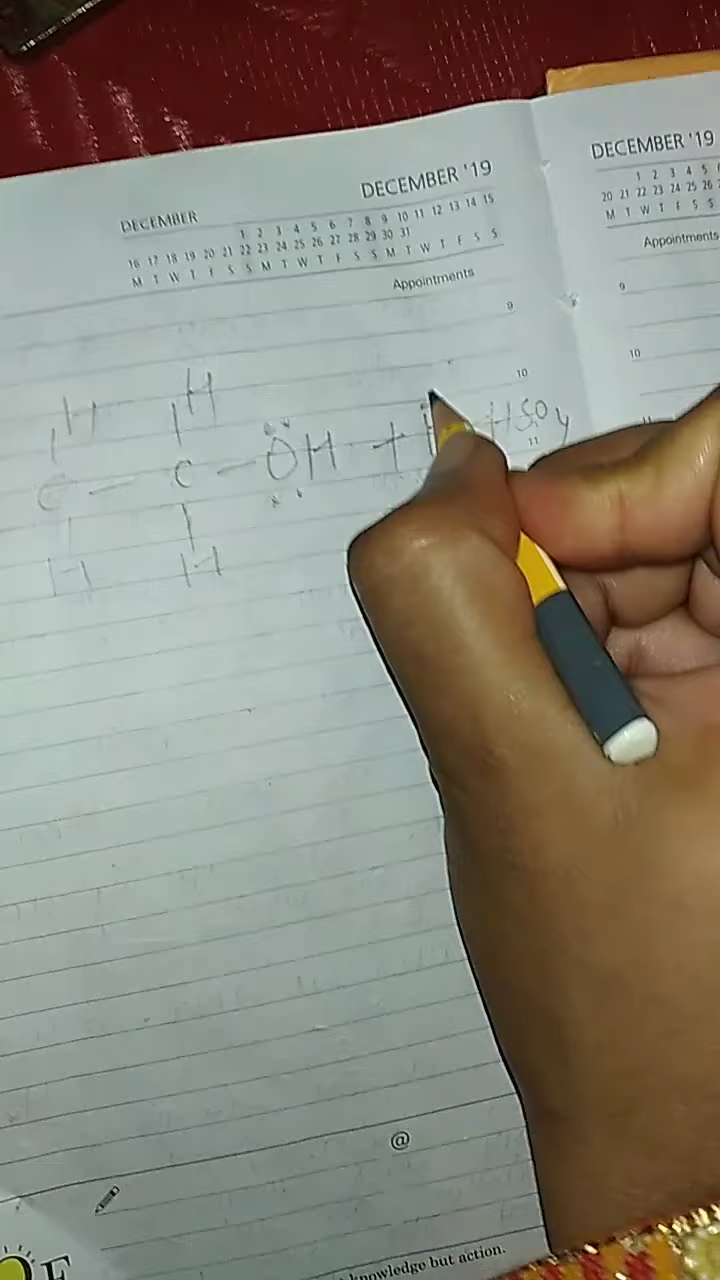 DECEMBER '19
DECEMBER
1 2 3 4 5 6 7 8 9 10 11 12 13 14 15
16 17 18 19 20 21 22 23 24 25 26 27 28 29 30 31
M T W T F S S M T W T F S S M T W T F S S
Appointments
9
10
11
H H
C - C - ÖH + H HSO4
H H
@
knowledge but action.
DECEMBER '19
1 2 3 4 5
20 21 22 23 24 25 26
M T W T F S S
Appointments
9
10